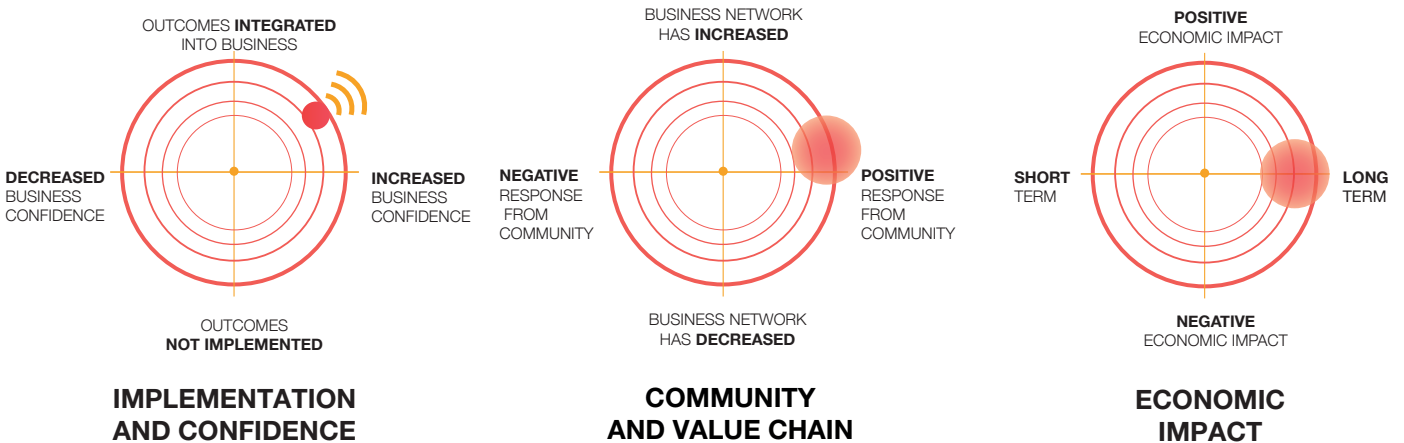 OUTCOMES INTEGRATED
INTO BUSINESS
DECREASED
BUSINESS
CONFIDENCE
INCREASED
BUSINESS
CONFIDENCE
OUTCOMES
NOT IMPLEMENTED
IMPLEMENTATION
AND CONFIDENCE
BUSINESS NETWORK
HAS INCREASED
NEGATIVE
RESPONSE
FROM
COMMUNITY
POSITIVE
RESPONSE
FROM
COMMUNITY
BUSINESS NETWORK
HAS DECREASED
COMMUNITY
AND VALUE CHAIN
POSITIVE
ECONOMIC IMPACT
SHORT
TERM
LONG
TERM
NEGATIVE
ECONOMIC IMPACT
ECONOMIC
IMPACT